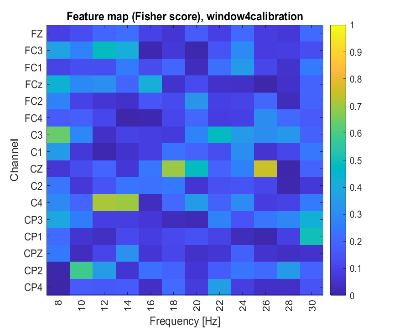 Feature map (Fisher score), window4calibration
FZ
FC3
FC1
FCz
FC2
FC4
C3
C1
CZ
C2
C4
CP3
CP1
CPZ
CP2
CP4
Channel
8 10 12 14 16 18 20 22 24 26 28 30
Frequency [Hz]
1
0.9
0.8
0.7
0.6
0.5
0.4
0.3
0.2
0.1
0